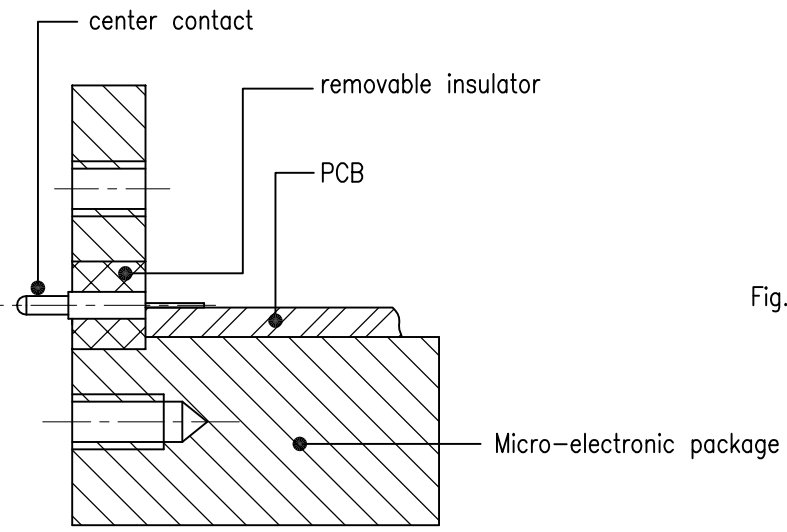 center contact
removable insulator
PCB
Fig.
Micro-electronic package